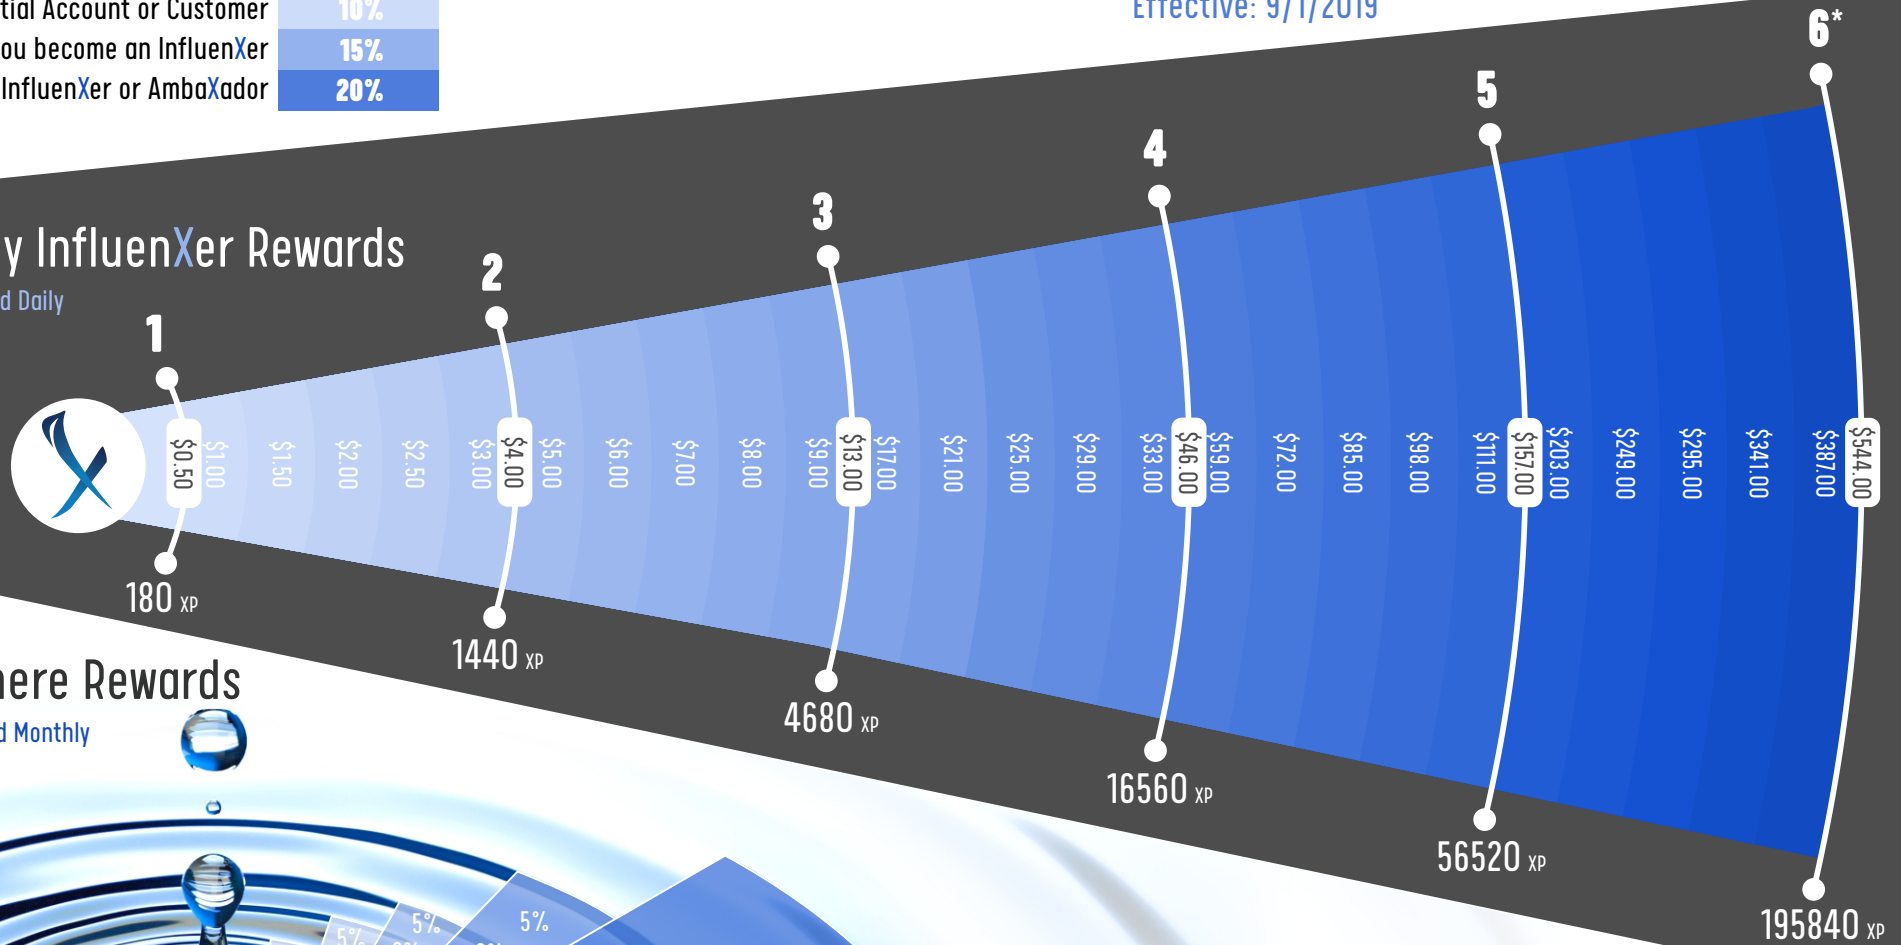 tial Account or Customer 10%
ou become an InfluenXer 15%
InfluenXer or AmbaXador 20%
Effective: 9/1/2019
y InfluenXer Rewards
d Daily
1
2
3
4
5
6*
$0.50 $1.00 $1.50 $2.00 $2.50 $3.00 $4.00 $5.00 $6.00 $7.00 $8.00 $9.00 $13.00 $17.00 $21.00 $25.00 $29.00 $33.00 $46.00 $59.00 $72.00 $85.00 $98.00 $111.00 $157.00 $203.00 $249.00 $295.00 $341.00 $387.00 $544.00
180 XP
1440 XP
4680 XP
16560 XP
56520 XP
195840 XP
here Rewards
d Monthly
5%
5%
5%